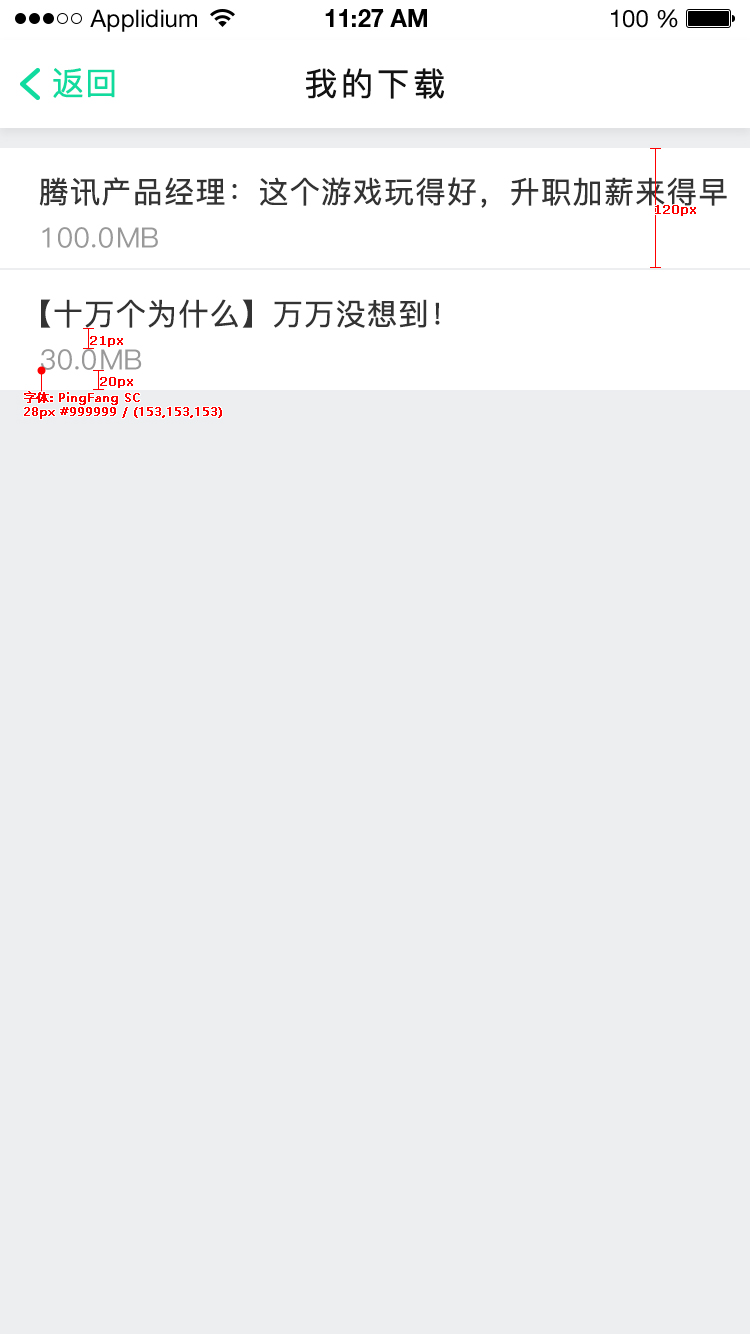 Applidium 11:27 AM 100 %
返回 我的下载
腾讯产品经理：这个游戏玩得好，升职加薪来得早
120px
100.0MB
【十万个为什么】万万没想到！
21px
30.0MB
20px
字体: PingFang SC
28px #999999 / (153,153,153)